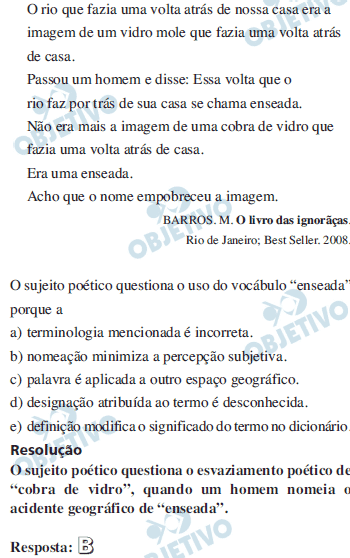 O rio que fazia uma volta atrás de nossa casa era a
imagem de um vidro mole que fazia uma volta atrás
de casa.
Passou um homem e disse: Essa volta que o
rio faz por trás de sua casa se chama enseada.
Não era mais a imagem de uma cobra de vidro que
fazia uma volta atrás de casa.
Era uma enseada.
Acho que o nome empobreceu a imagem.
BARROS. M. O livro das ignorãças.
Rio de Janeiro; Best Seller. 2008.
O sujeito poético questiona o uso do vocábulo “enseada”
porque a
a) terminologia mencionada é incorreta.
b) nomeação minimiza a percepção subjetiva.
c) palavra é aplicada a outro espaço geográfico.
d) designação atribuída ao termo é desconhecida.
e) definição modifica o significado do termo no dicionário.
Resolução
O sujeito poético questiona o esvaziamento poético de
“cobra de vidro”, quando um homem nomeia o
acidente geográfico de “enseada”.
Resposta: B
OBJETIVO
OBJETIVO
OBJETIVO
OBJETIVO
OBJETIVO
OBJETIVO